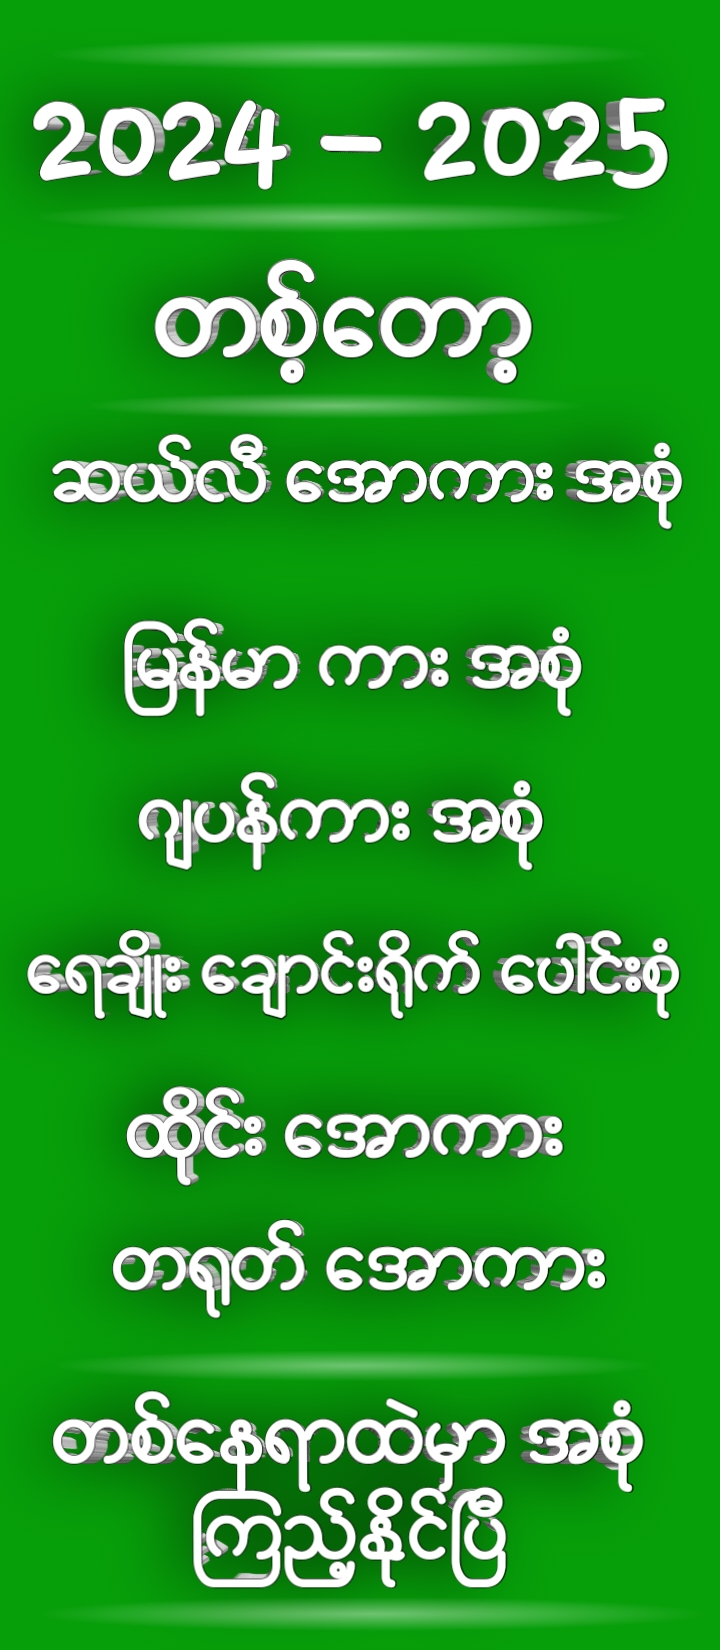 2024 - 2025
တစ့်တော့
ဆယ်လီ အောကား အစုံ
မြန်မာ ကား အစုံ
ဂျပန်ကား အစုံ
ရေချိုး ချောင်းရိုက် ပေါင်းစုံ
ထိုင်း အောကား
တရုတ် အောကား
တစ်နေရာထဲမှာ အစုံ
ကြည့်နိုင်ပြီ